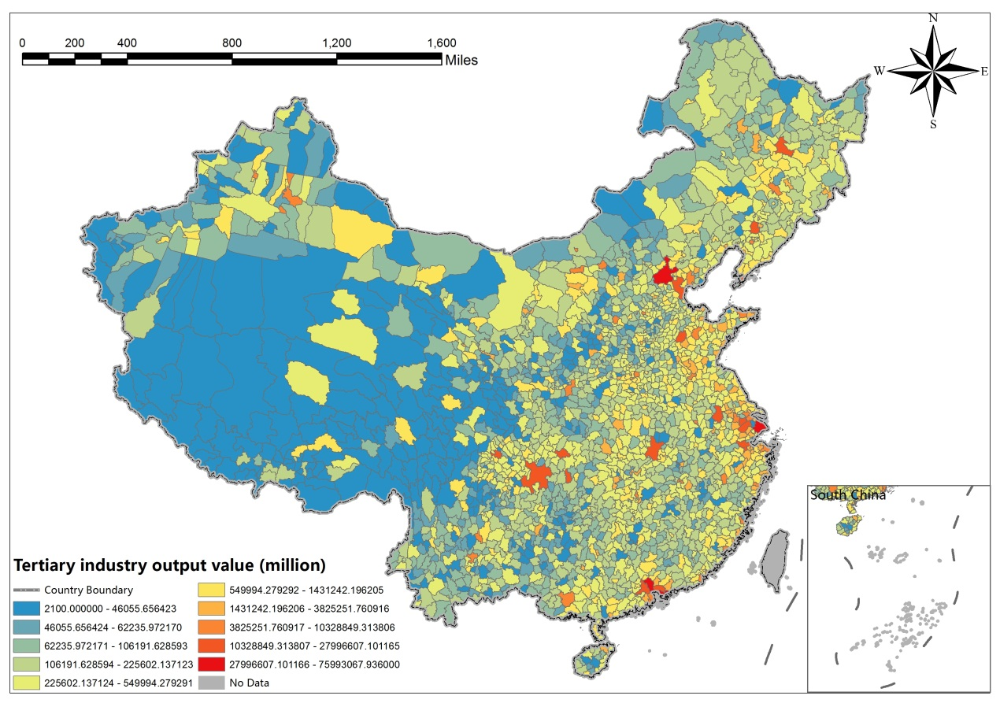 N
0 200 400 800 1,200 1,600
Miles
W E
S
South China
Tertiary industry output value (million)
Country Boundary
2100.000000 - 46055.656423
46055.656424 - 62235.972170
62235.972171 - 106191.628593
106191.628594 - 225602.137123
225602.137124 - 549994.279291
549994.279292 - 1431242.196205
1431242.196206 - 3825251.760916
3825251.760917 - 10328849.313806
10328849.313807 - 27996607.101165
27996607.101166 - 75993067.936000
No Data